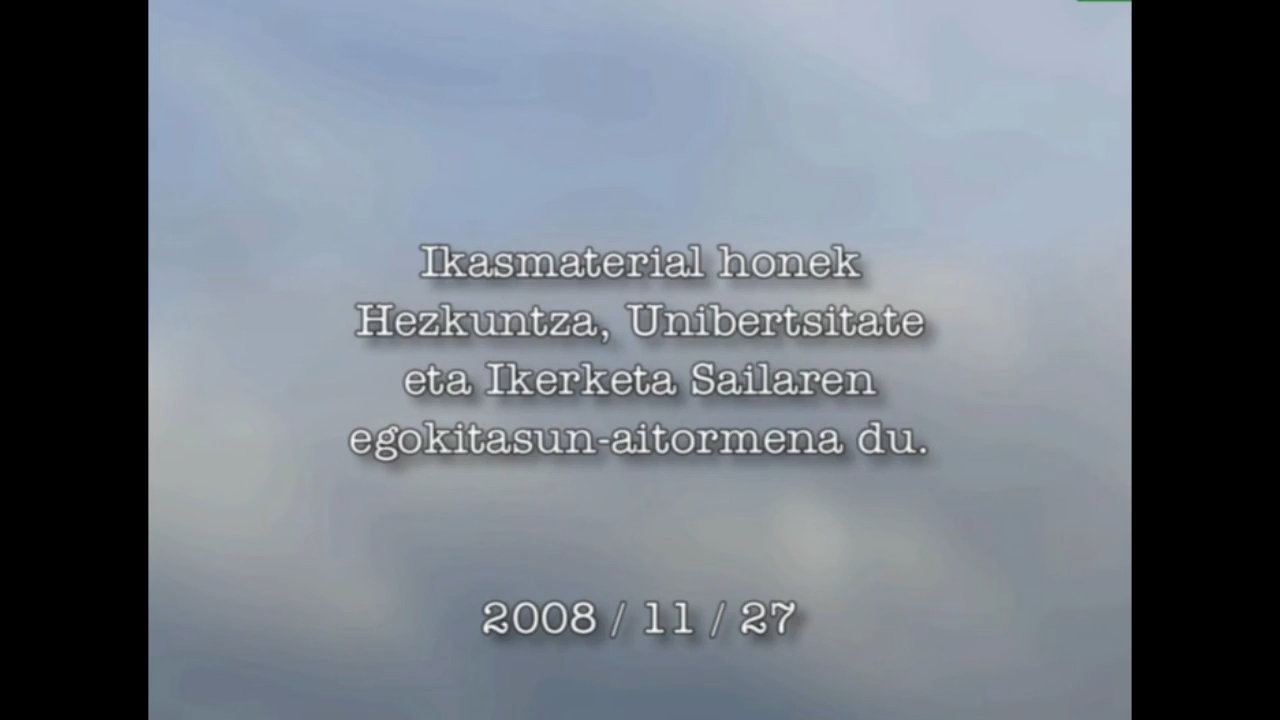 Ikasmaterial honek
Hezkuntza, Unibertsitate
eta Ikerketa Sailaren
egokitasun-aitormena du.
2008 / 11 / 27